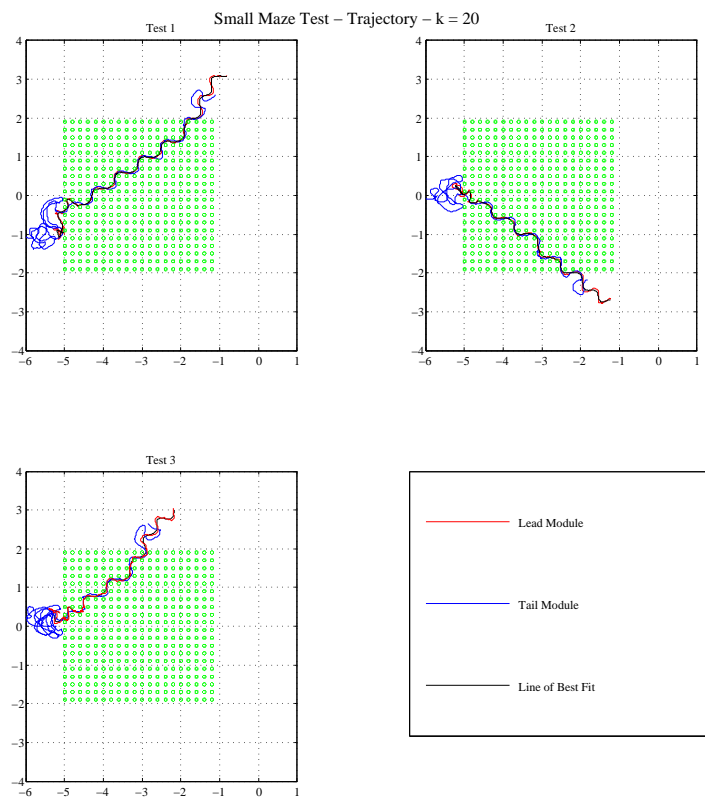 Small Maze Test – Trajectory – k = 20
Test 1
4
3
2
1
0
−1
−2
−3
−4
−6 −5 −4 −3 −2 −1 0 1
Test 2
4
3
2
1
0
−1
−2
−3
−4
−6 −5 −4 −3 −2 −1 0 1
Test 3
4
3
2
1
0
−1
−2
−3
−4
−6 −5 −4 −3 −2 −1 0 1
Lead Module
Tail Module
Line of Best Fit